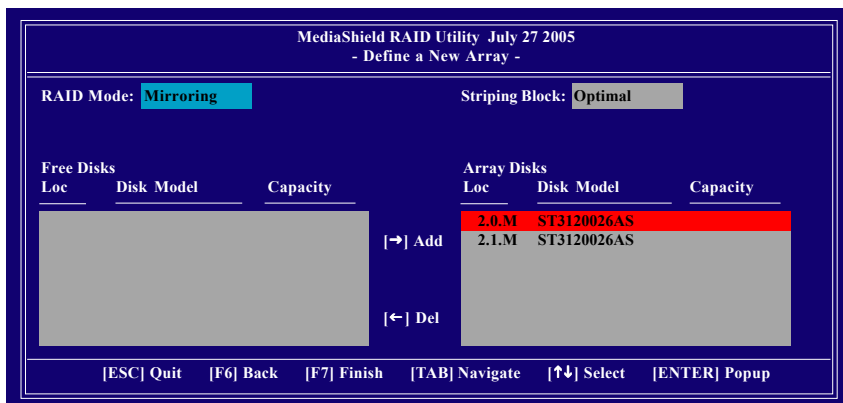 MediaShield RAID Utility July 27 2005
- Define a New Array -
RAID Mode: Mirroring Striping Block: Optimal
Free Disks Array Disks
Loc Disk Model Capacity Loc Disk Model Capacity
2.0.M ST3120026AS
[→] Add 2.1.M ST3120026AS
[←] Del
[ESC] Quit [F6] Back [F7] Finish [TAB] Navigate [↑↓] Select [ENTER] Popup